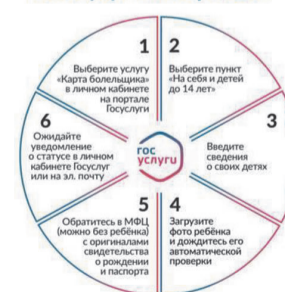 1
Выберите услугу
«Карта болельщика»
в личном кабинете
на портале
Госуслуги
2
Выберите пункт
«На себя и детей
до 14 лет»
3
Введите
сведения
о своих детях
4
Загрузите
фото ребёнка
и дождитесь его
автоматической
проверки
5
Обратитесь в МФЦ
(можно без ребёнка)
с оригиналами
свидетельства
о рождении
и паспорта
6
Ожидайте
уведомление
о статусе в личном
кабинете Госуслуг
или на эл. почту
гос
услуги